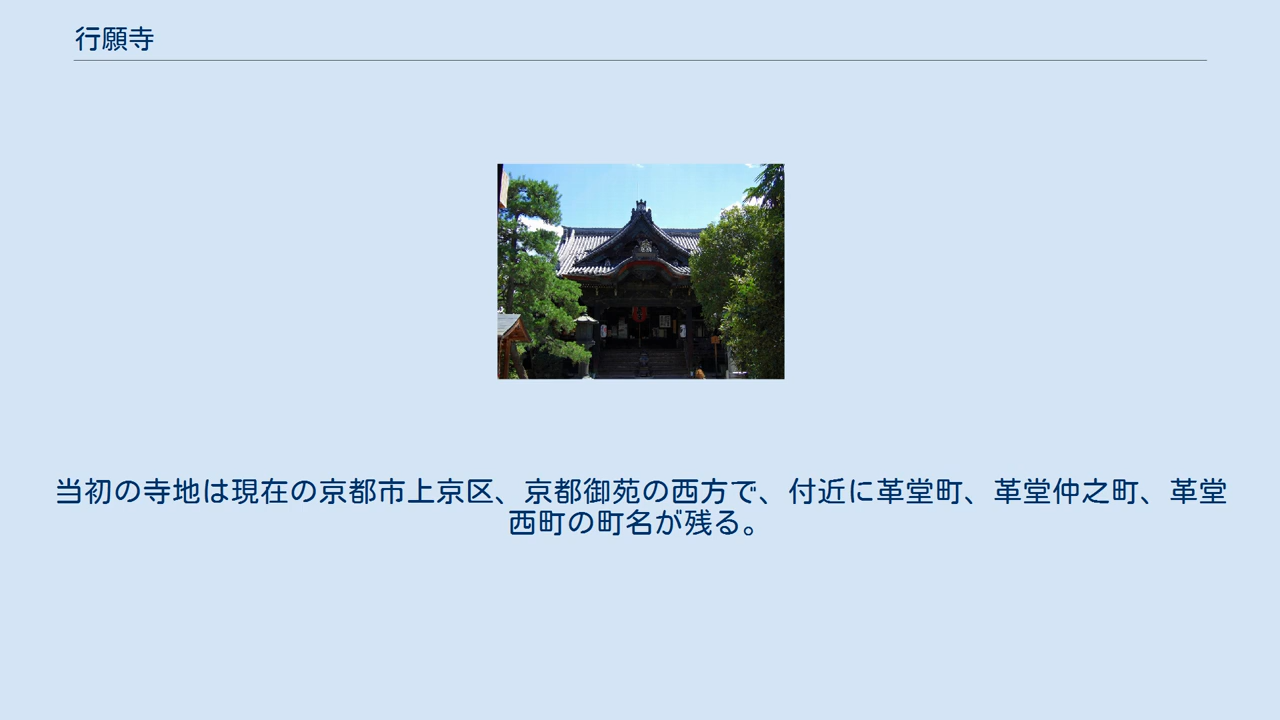 行願寺
当初の寺地は現在の京都市上京区、京都御苑の西方で、付近に革堂町、革堂仲之町、革堂
西町の町名が残る。